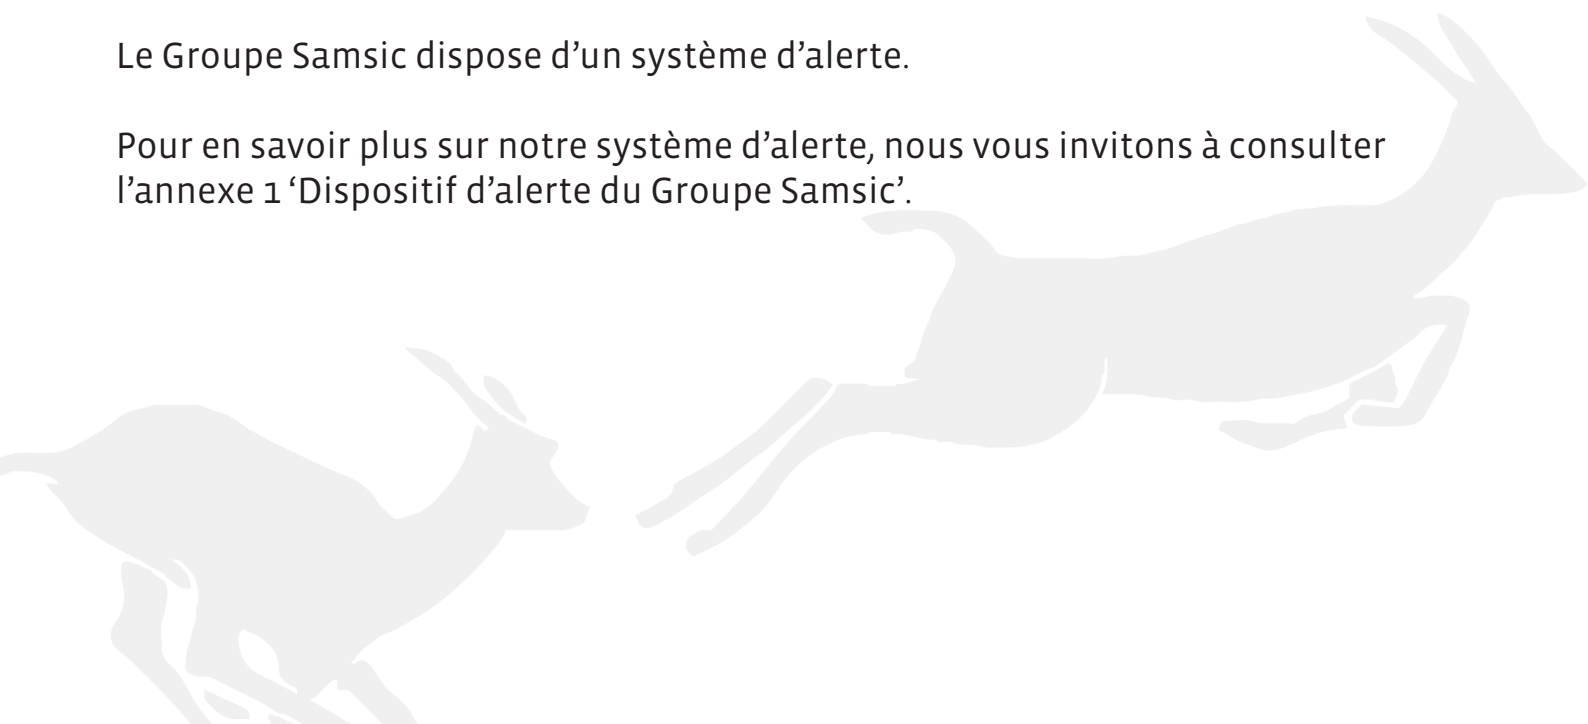 Le Groupe Samsic dispose d’un système d’alerte.
Pour en savoir plus sur notre système d’alerte, nous vous invitons à consulter
l’annexe 1 ‘Dispositif d’alerte du Groupe Samsic’.